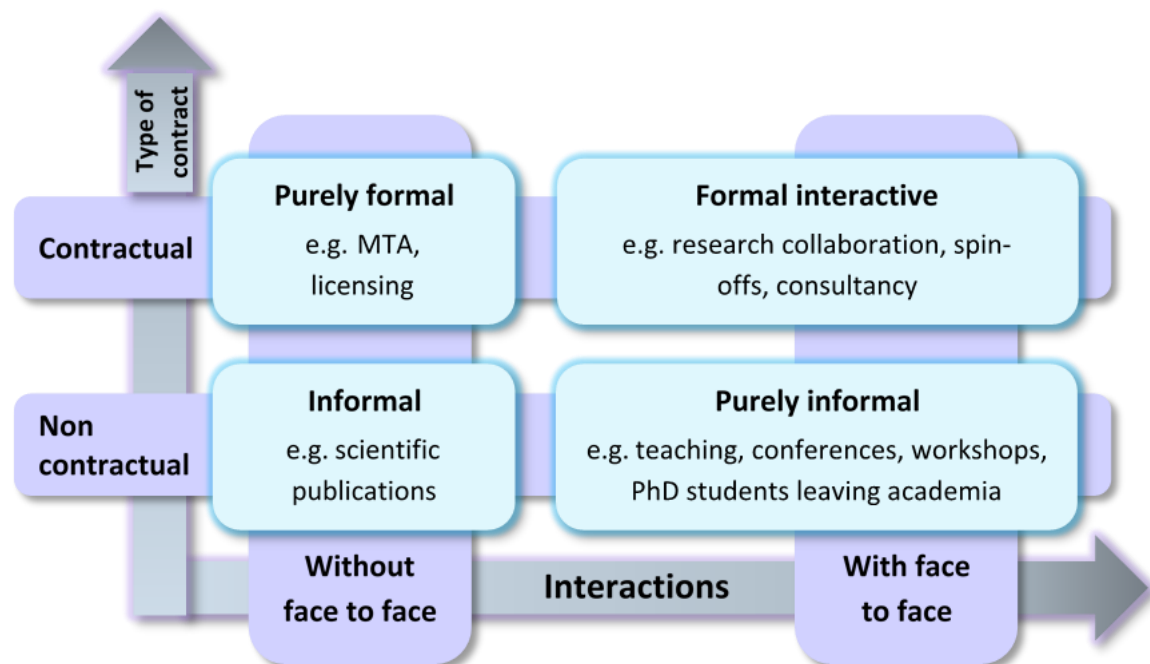 Type of
contract
Contractual
Purely formal
e.g. MTA,
licensing
Formal interactive
e.g. research collaboration, spin-
offs, consultancy
Non
contractual
Informal
e.g. scientific
publications
Purely informal
e.g. teaching, conferences, workshops,
PhD students leaving academia
Without
face to face
Interactions
With face
to face